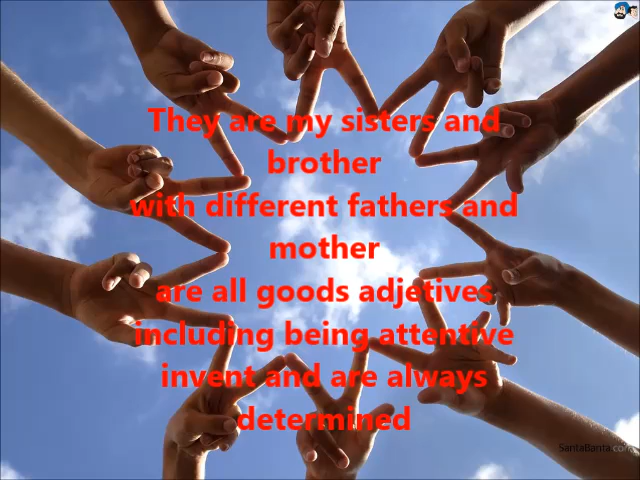 They are my sisters and
brother
with different fathers and
mother
are all goods adjetives
including being attentive
invent and are always
determined
SantaBanta.com